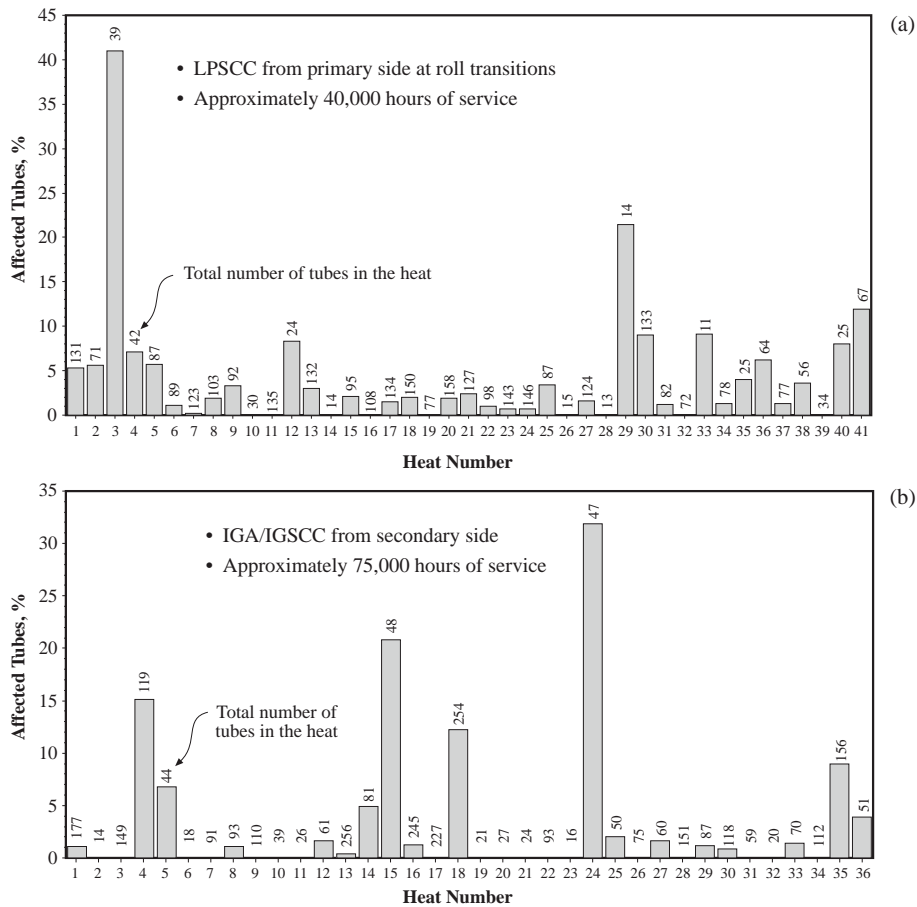 (a)
45
40
35
30
25
20
15
10
5
0
Affected Tubes, %
• LPSCC from primary side at roll transitions
• Approximately 40,000 hours of service
Total number of tubes in the heat
131 71 39 42 87 89 123 103 92 30 135 24 132 14 95 108 134 150 77 158 127 98 143 146 87 15 124 13 14 133 82 72 11 78 25 64 77 56 34 25 67
1 2 3 4 5 6 7 8 9 10 11 12 13 14 15 16 17 18 19 20 21 22 23 24 25 26 27 28 29 30 31 32 33 34 35 36 37 38 39 40 41
Heat Number
(b)
35
30
25
20
15
10
5
0
Affected Tubes, %
• IGA/IGSCC from secondary side
• Approximately 75,000 hours of service
Total number of
tubes in the heat
177 14 149 119 44 18 91 93 110 39 26 61 256 81 48 245 227 254 21 27 24 93 16 47 50 75 60 151 87 118 59 20 70 112 156 51
1 2 3 4 5 6 7 8 9 10 11 12 13 14 15 16 17 18 19 20 21 22 23 24 25 26 27 28 29 30 31 32 33 34 35 36
Heat Number